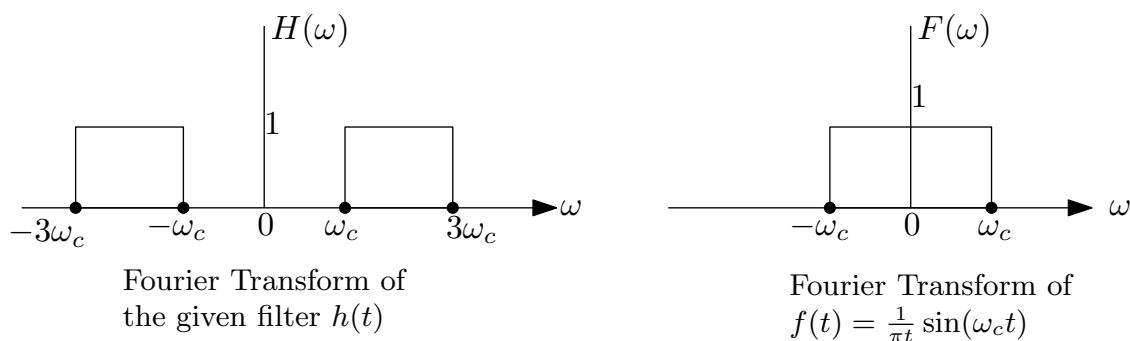 H(ω)
1
−3ω_c −ω_c 0 ω_c 3ω_c ω
Fourier Transform of
the given filter h(t)
F(ω)
1
−ω_c 0 ω_c ω
Fourier Transform of
f(t) = \frac{1}{πt} sin(ω_c t)